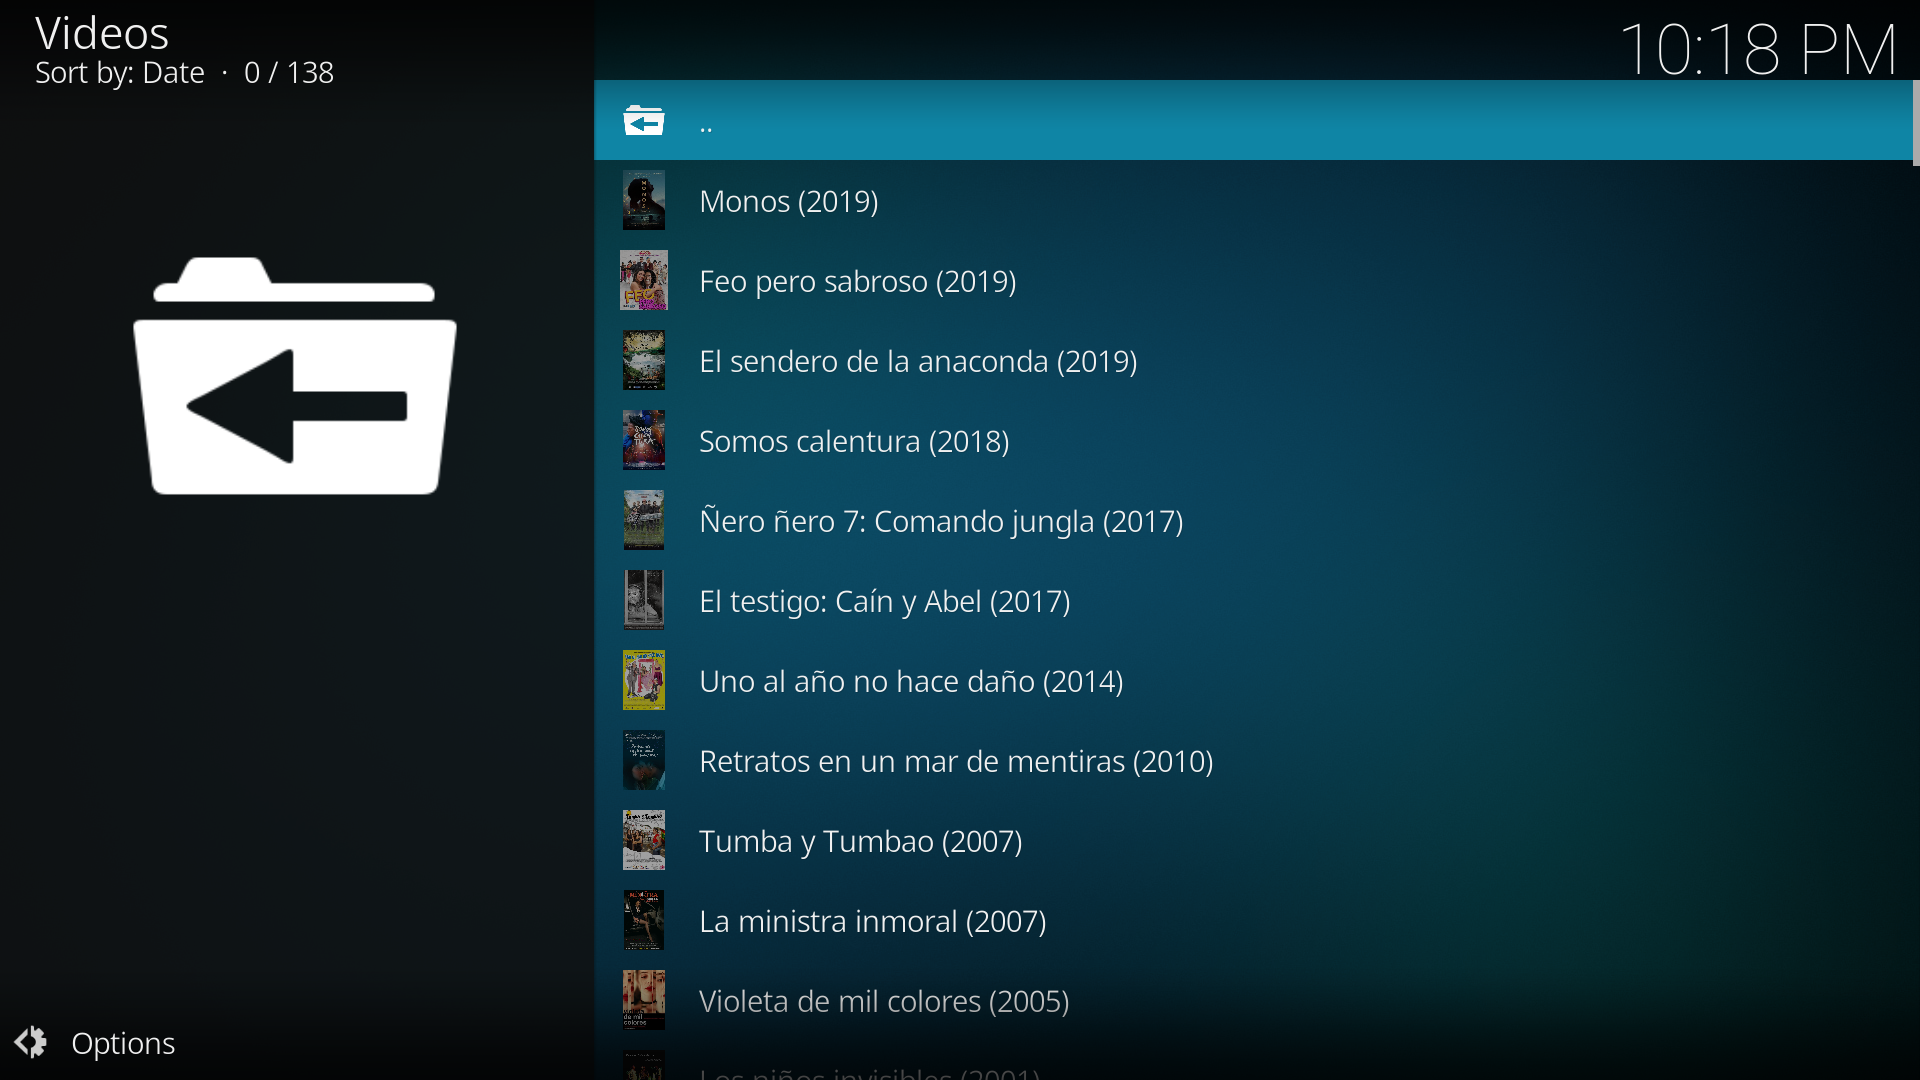 Videos
Sort by: Date · 0 / 138
10:18 PM
..
Monos (2019)
Feo pero sabroso (2019)
El sendero de la anaconda (2019)
Somos calentura (2018)
Ñero ñero 7: Comando jungla (2017)
El testigo: Caín y Abel (2017)
Uno al año no hace daño (2014)
Retratos en un mar de mentiras (2010)
Tumba y Tumbao (2007)
La ministra inmoral (2007)
Violeta de mil colores (2005)
Los niños invisibles (2001)
Options